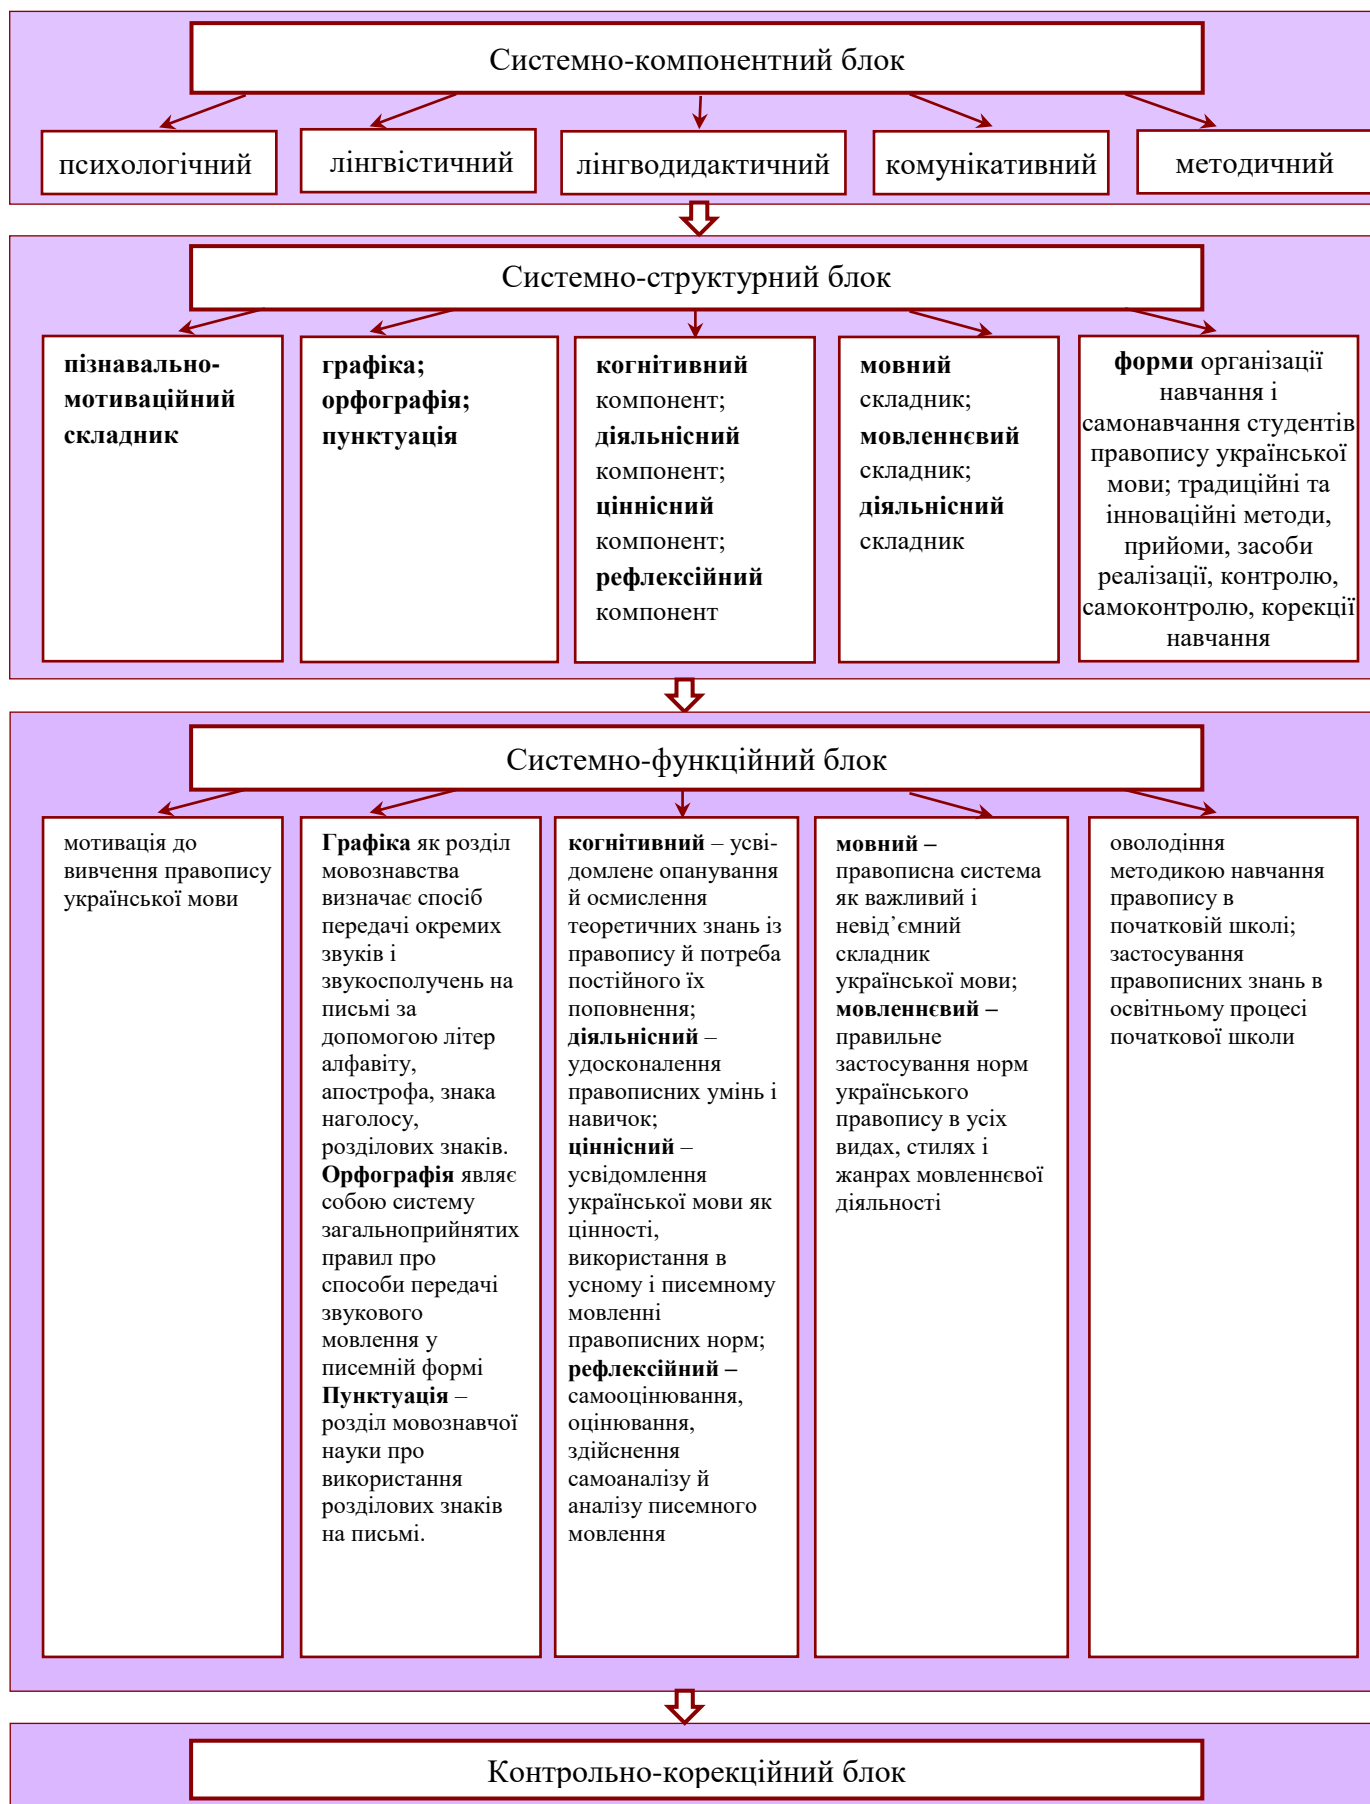 Системно-компонентний блок
психологічний
лінгвістичний
лінгводидактичний
комунікативний
методичний
Системно-структурний блок
пізнавально-
мотиваційний
складник
графіка;
орфографія;
пунктуація
когнітивний
компонент;
діяльнісний
компонент;
ціннісний
компонент;
рефлексійний
компонент
мовний
складник;
мовленнєвий
складник;
діяльнісний
складник
форми організації
навчання і
самонавчання студентів
правопису української
мови; традиційні та
інноваційні методи,
прийоми, засоби
реалізації, контролю,
самоконтролю, корекції
навчання
Системно-функційний блок
мотивація до
вивчення правопису
української мови
Графіка як розділ
мовознавства
визначає спосіб
передачі окремих
звуків і
звукосполучень на
письмі за
допомогою літер
алфавіту,
апострофа, знака
наголосу,
розділових знаків.
Орфографія являє
собою систему
загальноприйнятих
правил про
способи передачі
звукового
мовлення у
писемній формі
Пунктуація –
розділ мовознавчої
науки про
використання
розділових знаків
на письмі.
когнітивний – усві-
домлене опанування
й осмислення
теоретичних знань із
правопису й потреба
постійного їх
поповнення;
діяльнісний –
удосконалення
правописних умінь і
навичок;
ціннісний –
усвідомлення
української мови як
цінності,
використання в
усному і писемному
мовленні
правописних норм;
рефлексійний –
самооцінювання,
оцінювання,
здійснення
самоаналізу й
аналізу писемного
мовлення
мовний –
правописна система
як важливий і
невід’ємний
складник
української мови;
мовленнєвий –
правильне
застосування норм
українського
правопису в усіх
видах, стилях і
жанрах мовленнєвої
діяльності
оволодіння
методикою навчання
правопису в
початковій школі;
застосування
правописних знань в
освітньому процесі
початкової школи
Контрольно-корекційний блок